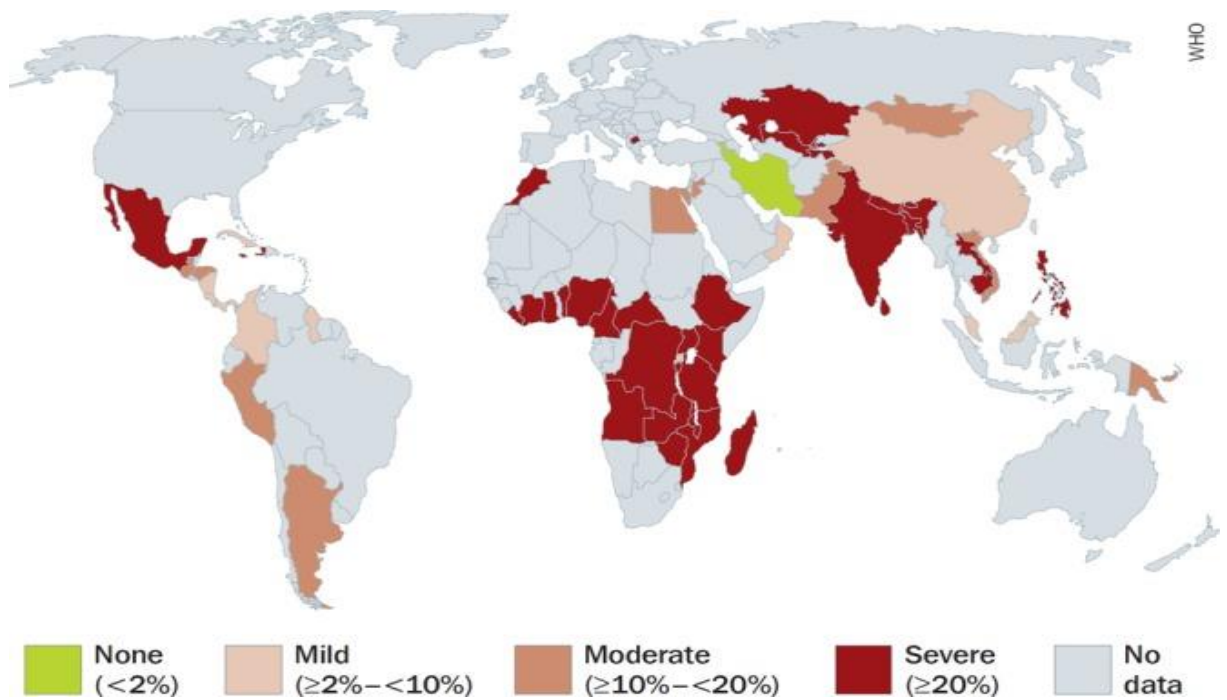 WHO
None
(<2%)
Mild
(≥2%–<10%)
Moderate
(≥10%–<20%)
Severe
(≥20%)
No
data